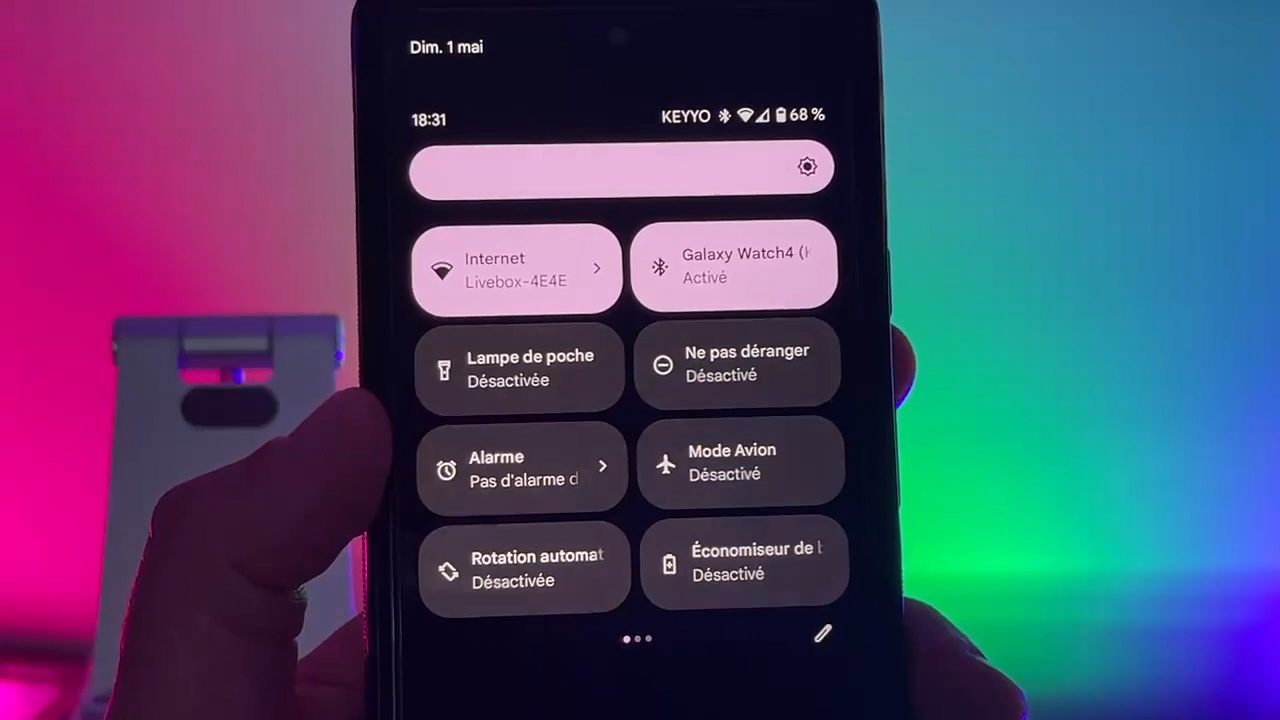 Dim. 1 mai
18:31
KEYYO 68 %
Internet
Livebox-4E4E
Galaxy Watch4 (
Activé
Lampe de poche
Désactivée
Ne pas déranger
Désactivé
Alarme
Pas d'alarme d
Mode Avion
Désactivé
Rotation automat
Désactivée
Économiseur de b
Désactivé